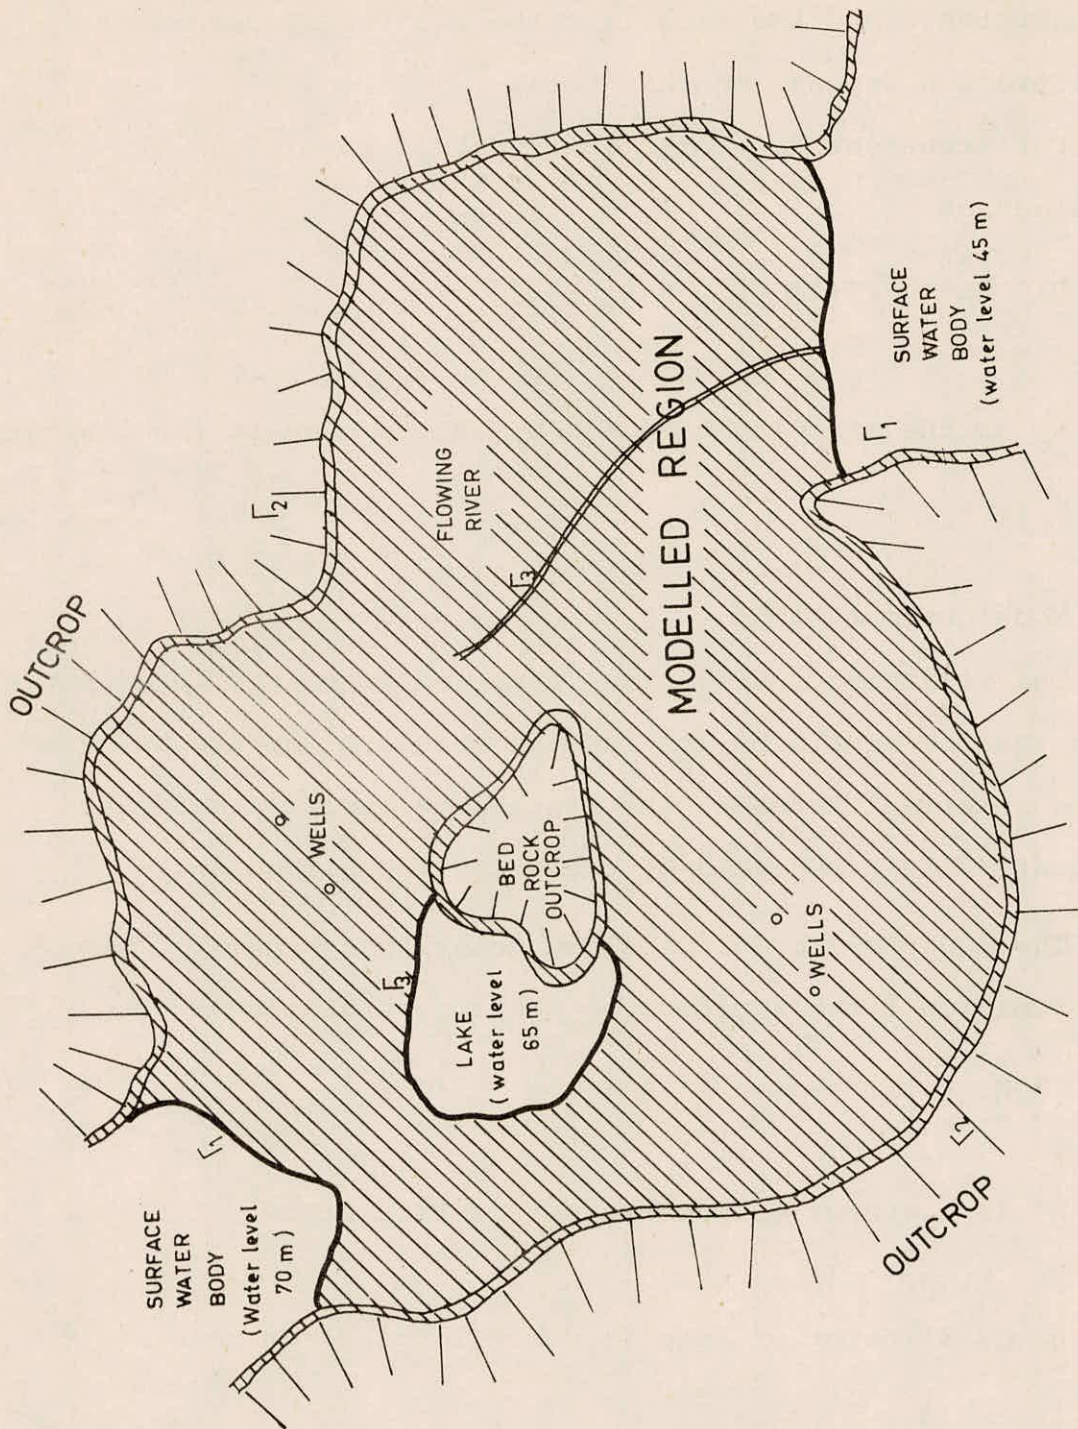 OUTCROP
Γ2
SURFACE
WATER
BODY
(water level 45 m)
Γ1
FLOWING
RIVER
Γ3
MODELLED REGION
WELLS
BED
ROCK
OUTCROP
Γ3
LAKE
(water level
65 m)
WELLS
Γ1
SURFACE
WATER
BODY
(Water level
70 m)
Γ2
OUTCROP